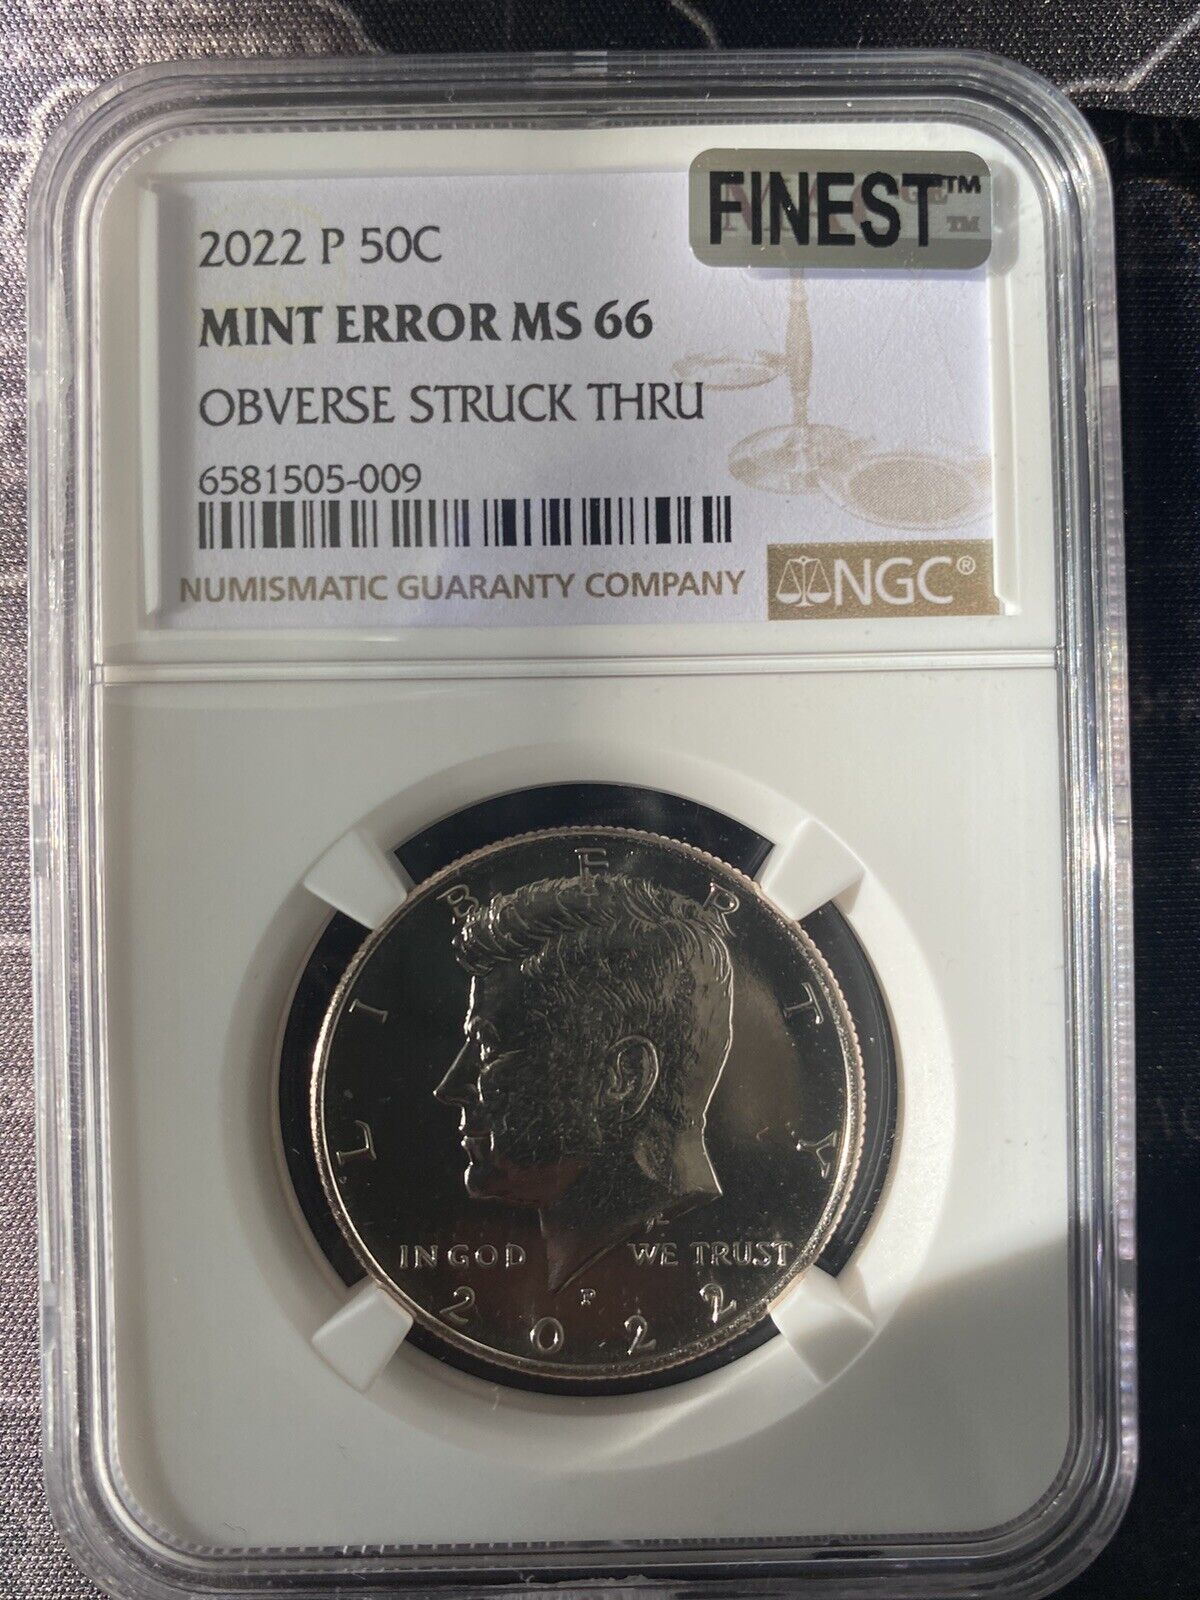 FINEST™
2022 P 50C
MINT ERROR MS 66
OBVERSE STRUCK THRU
6581505-009
NUMISMATIC GUARANTY COMPANY
NGC®
LIBERTY
IN GOD WE TRUST
P
2022